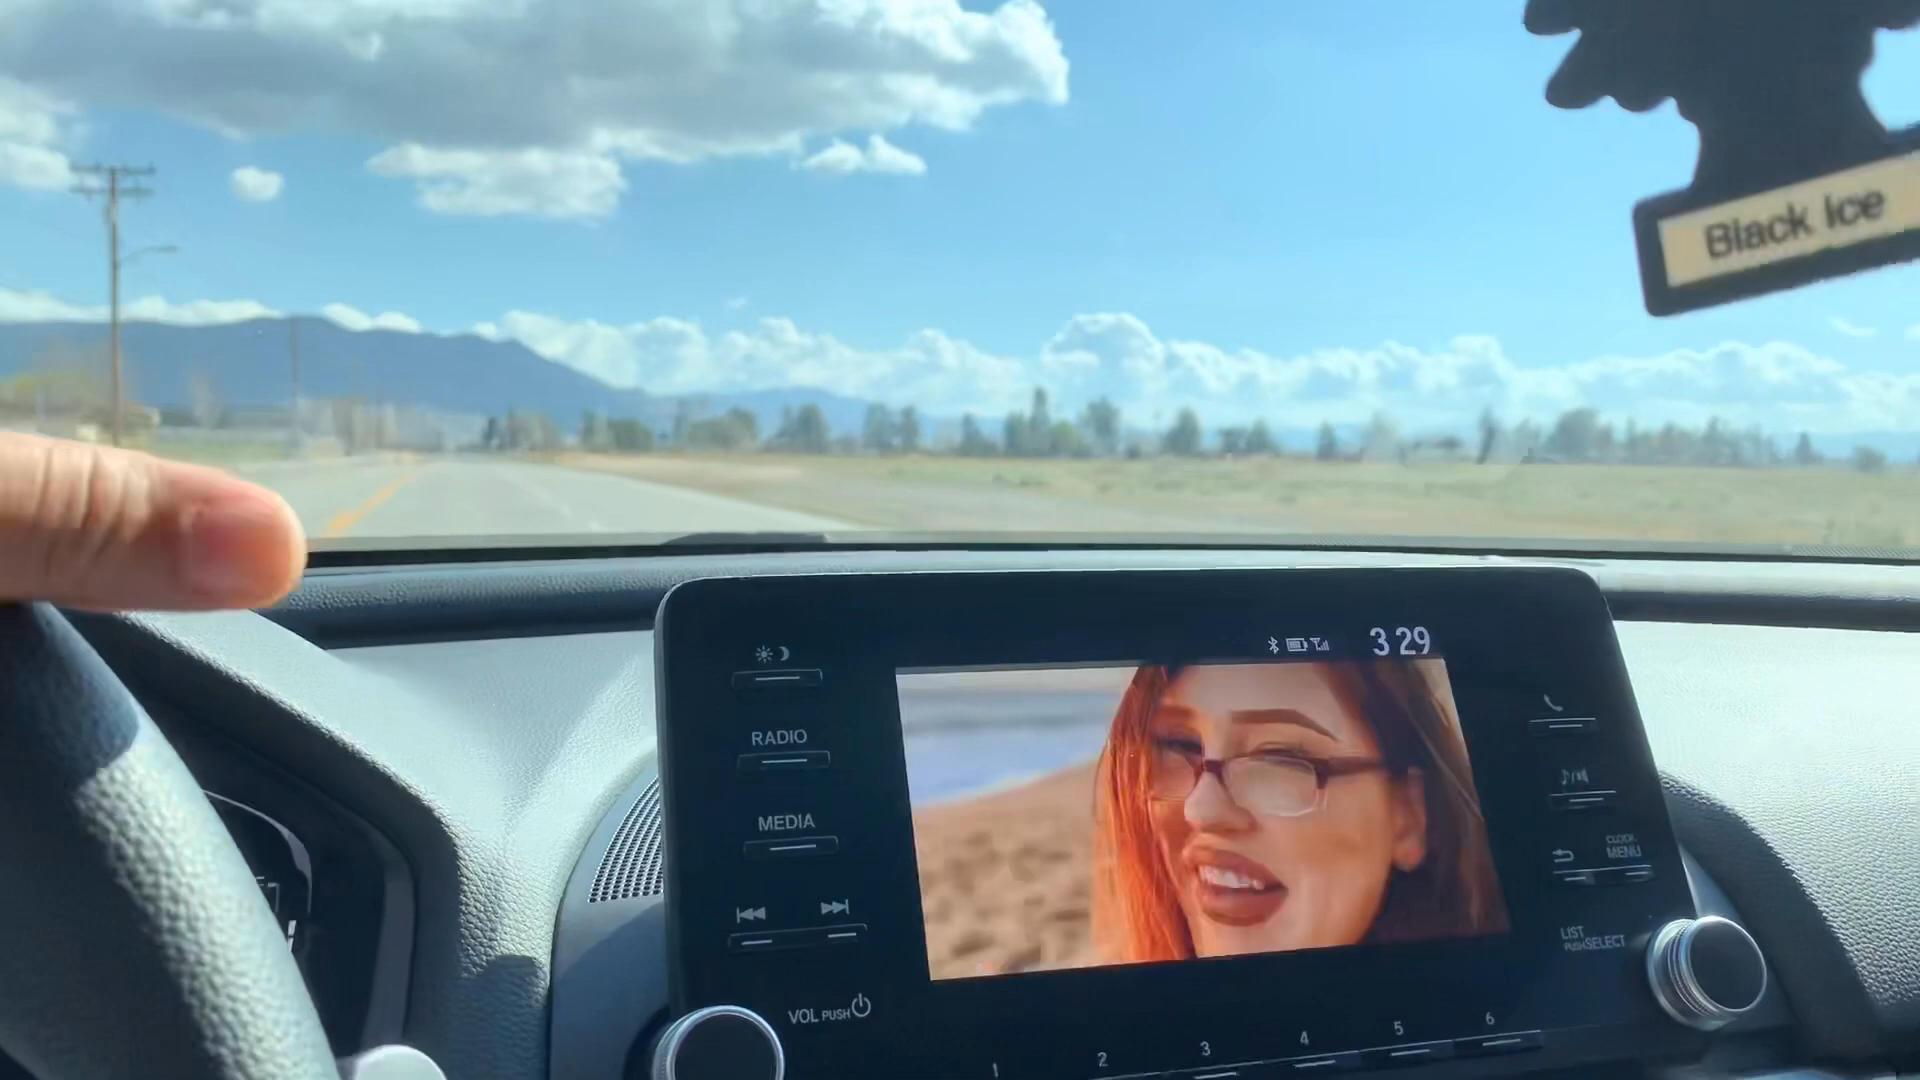 Black Ice
3 29
RADIO
MEDIA
CLOCK
MENU
LIST
PUSH SELECT
VOL PUSH
1 2 3 4 5 6